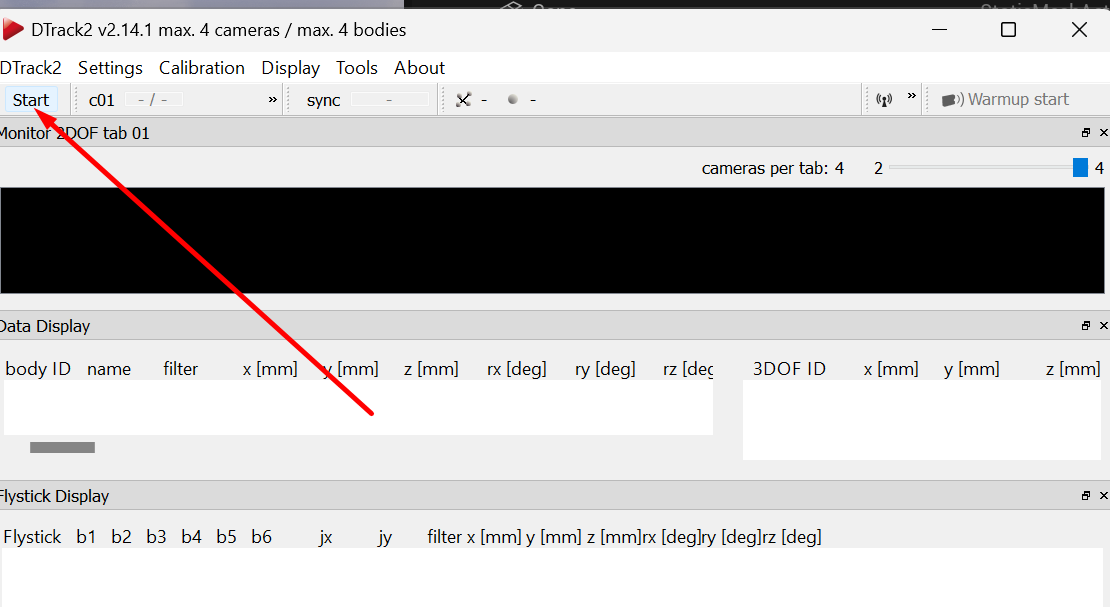 DTrack2 v2.14.1 max. 4 cameras / max. 4 bodies
DTrack2 Settings Calibration Display Tools About
Start c01 - / - » sync - - - » Warmup start
Monitor 2DOF tab 01
cameras per tab: 4 2 4
Data Display
body ID name filter x [mm] y [mm] z [mm] rx [deg] ry [deg] rz [deg 3DOF ID x [mm] y [mm] z [mm]
Flystick Display
Flystick b1 b2 b3 b4 b5 b6 jx jy filter x [mm] y [mm] z [mm]rx [deg]ry [deg]rz [deg]